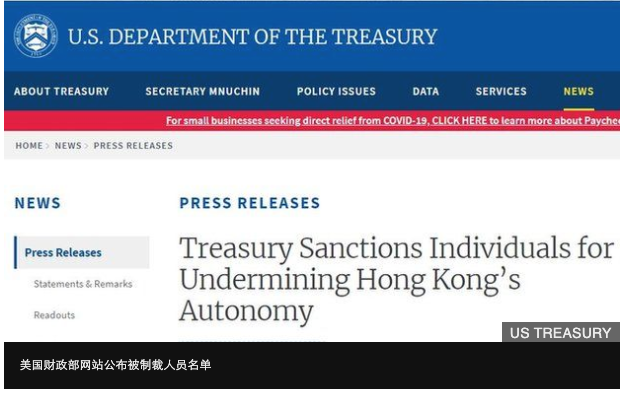 U.S. DEPARTMENT OF THE TREASURY
ABOUT TREASURY SECRETARY MNUCHIN POLICY ISSUES DATA SERVICES NEWS
For small businesses seeking direct relief from COVID-19, CLICK HERE to learn more about Payche
HOME > NEWS > PRESS RELEASES
NEWS
PRESS RELEASES
Press Releases
Statements & Remarks
Readouts
Treasury Sanctions Individuals for
Undermining Hong Kong's
Autonomy
US TREASURY
美国财政部网站公布被制裁人员名单